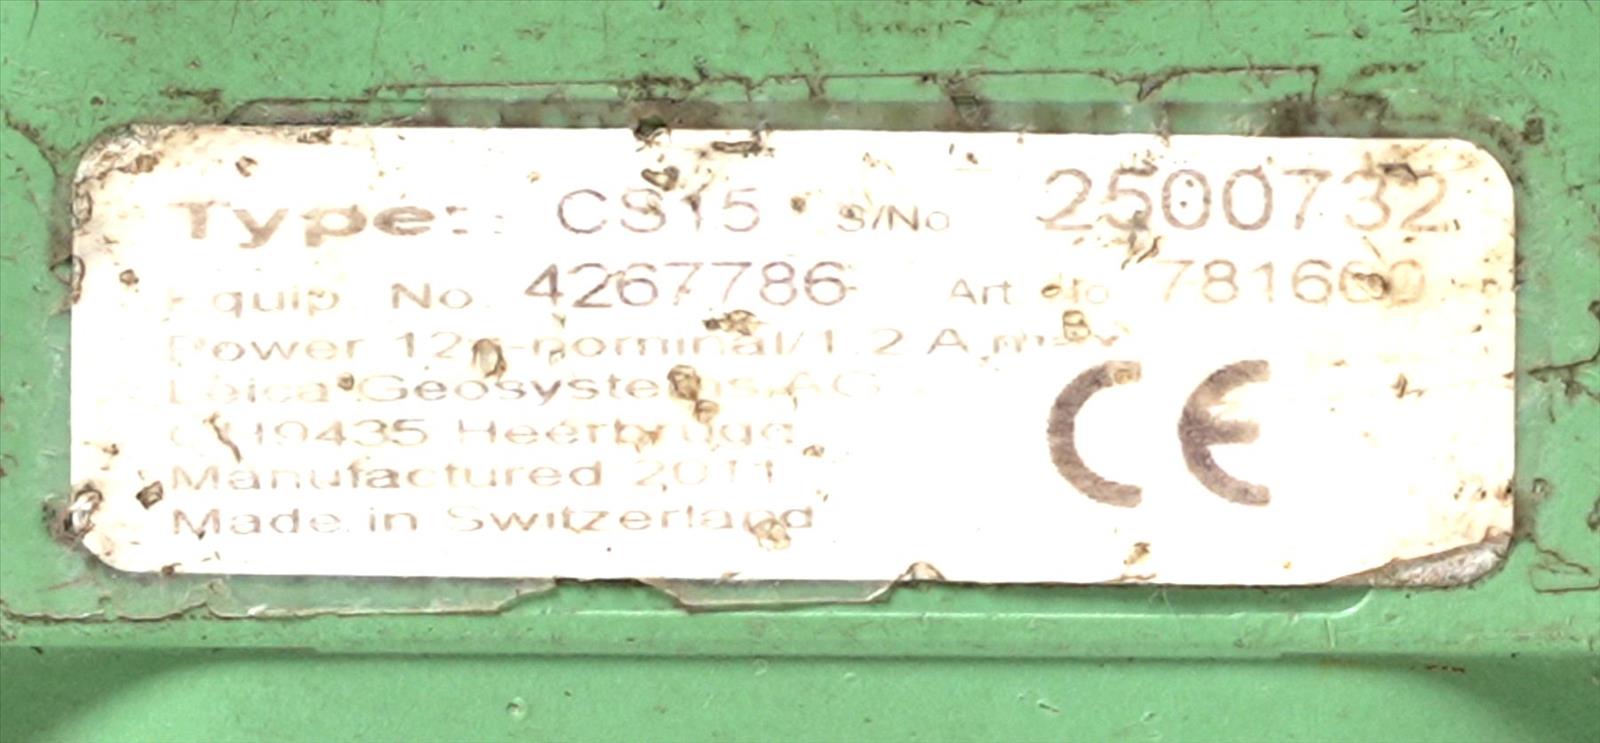 Type: CS15 S/No 2500732
Equip. No. 4267786 Art. No. 781660
Power 12v-nominal/1.2 A max
Leica Geosystems AG
CH9435 Heerbrugg
Manufactured 2011
Made in Switzerland
CE